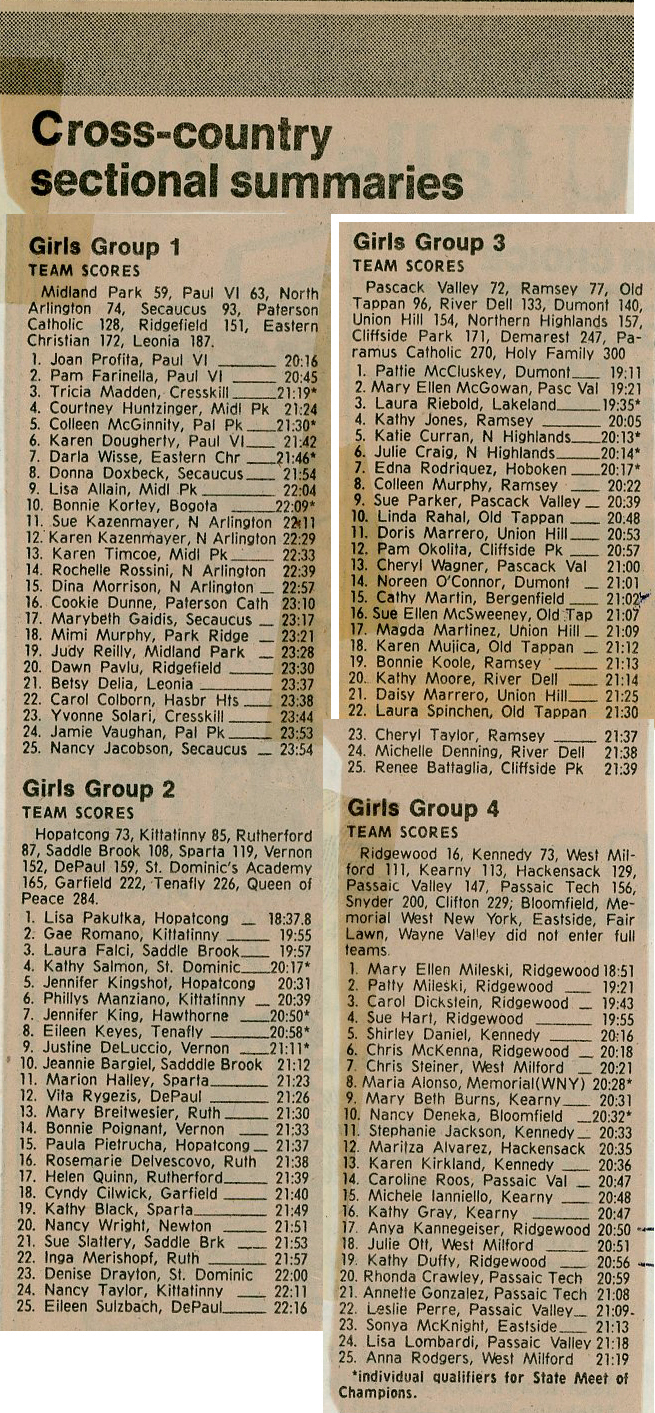 Cross-country
sectional summaries
Girls Group 1
TEAM SCORES
Midland Park 59, Paul VI 63, North
Arlington 74, Secaucus 93, Paterson
Catholic 128, Ridgefield 151, Eastern
Christian 172, Leonia 187.
1. Joan Profita, Paul VI 20:16
2. Pam Farinella, Paul VI 20:45
3. Tricia Madden, Cresskill 21:19*
4. Courtney Huntzinger, Midl Pk 21:24
5. Colleen McGinnity, Pal Pk 21:30*
6. Karen Dougherty, Paul VI 21:42
7. Darla Wisse, Eastern Chr 21:46*
8. Donna Doxbeck, Secaucus 21:54
9. Lisa Allain, Midl Pk 22:04
10. Bonnie Kortey, Bogota 22:09*
11. Sue Kazenmayer, N Arlington 22:11
12. Karen Kazenmayer, N Arlington 22:29
13. Karen Timcoe, Midl Pk 22:33
14. Rochelle Rossini, N Arlington 22:39
15. Dina Morrison, N Arlington 22:57
16. Cookie Dunne, Paterson Cath 23:10
17. Marybeth Gaidis, Secaucus 23:17
18. Mimi Murphy, Park Ridge 23:21
19. Judy Reilly, Midland Park 23:28
20. Dawn Pavlu, Ridgefield 23:30
21. Betsy Delia, Leonia 23:37
22. Carol Colborn, Hasbr Hts 23:38
23. Yvonne Solari, Cresskill 23:44
24. Jamie Vaughan, Pal Pk 23:53
25. Nancy Jacobson, Secaucus 23:54
Girls Group 2
TEAM SCORES
Hopatcong 73, Kittatinny 85, Rutherford
87, Saddle Brook 108, Sparta 119, Vernon
152, DePaul 159, St. Dominic's Academy
165, Garfield 222, Tenafly 226, Queen of
Peace 284.
1. Lisa Pakutka, Hopatcong 18:37.8
2. Gae Romano, Kittatinny 19:55
3. Laura Falci, Saddle Brook 19:57
4. Kathy Salmon, St. Dominic 20:17*
5. Jennifer Kingshot, Hopatcong 20:31
6. Phillys Manziano, Kittatinny 20:39
7. Jennifer King, Hawthorne 20:50*
8. Eileen Keyes, Tenafly 20:58*
9. Justine DeLuccio, Vernon 21:11*
10. Jeannie Bargiel, Sadddle Brook 21:12
11. Marion Halley, Sparta 21:23
12. Vita Rygezis, DePaul 21:26
13. Mary Breitwesier, Ruth 21:30
14. Bonnie Poignant, Vernon 21:33
15. Paula Pietrucha, Hopatcong 21:37
16. Rosemarie Delvescovo, Ruth 21:38
17. Helen Quinn, Rutherford 21:39
18. Cyndy Cilwick, Garfield 21:40
19. Kathy Black, Sparta 21:49
20. Nancy Wright, Newton 21:51
21. Sue Slattery, Saddle Brk 21:53
22. Inga Merishopf, Ruth 21:57
23. Denise Drayton, St. Dominic 22:00
24. Nancy Taylor, Kittatinny 22:11
25. Eileen Sulzbach, DePaul 22:16
Girls Group 3
TEAM SCORES
Pascack Valley 72, Ramsey 77, Old
Tappan 96, River Dell 133, Dumont 140,
Union Hill 154, Northern Highlands 157,
Cliffside Park 171, Demarest 247, Pa-
ramus Catholic 270, Holy Family 300
1. Pattie McCluskey, Dumont 19:11
2. Mary Ellen McGowan, Pasc Val 19:21
3. Laura Riebold, Lakeland 19:35*
4. Kathy Jones, Ramsey 20:05
5. Katie Curran, N Highlands 20:13*
6. Julie Craig, N Highlands 20:14*
7. Edna Rodriquez, Hoboken 20:17*
8. Colleen Murphy, Ramsey 20:22
9. Sue Parker, Pascack Valley 20:39
10. Linda Rahal, Old Tappan 20:48
11. Doris Marrero, Union Hill 20:53
12. Pam Okolita, Cliffside Pk 20:57
13. Cheryl Wagner, Pascack Val 21:00
14. Noreen O'Connor, Dumont 21:01
15. Cathy Martin, Bergenfield 21:02
16. Sue Ellen McSweeney, Old Tap 21:07
17. Magda Martinez, Union Hill 21:09
18. Karen Mujica, Old Tappan 21:12
19. Bonnie Koole, Ramsey 21:13
20. Kathy Moore, River Dell 21:14
21. Daisy Marrero, Union Hill 21:25
22. Laura Spinchen, Old Tappan 21:30
23. Cheryl Taylor, Ramsey 21:37
24. Michelle Denning, River Dell 21:38
25. Renee Battaglia, Cliffside Pk 21:39
Girls Group 4
TEAM SCORES
Ridgewood 16, Kennedy 73, West Mil-
ford 111, Kearny 113, Hackensack 129,
Passaic Valley 147, Passaic Tech 156,
Snyder 200, Clifton 229; Bloomfield, Me-
morial West New York, Eastside, Fair
Lawn, Wayne Valley did not enter full
teams.
1. Mary Ellen Mileski, Ridgewood 18:51
2. Patty Mileski, Ridgewood 19:21
3. Carol Dickstein, Ridgewood 19:43
4. Sue Hart, Ridgewood 19:55
5. Shirley Daniel, Kennedy 20:16
6. Chris McKenna, Ridgewood 20:18
7. Chris Steiner, West Milford 20:21
8. Maria Alonso, Memorial(WNY) 20:28*
9. Mary Beth Burns, Kearny 20:31
10. Nancy Deneka, Bloomfield 20:32*
11. Stephanie Jackson, Kennedy 20:33
12. Maritza Alvarez, Hackensack 20:35
13. Karen Kirkland, Kennedy 20:36
14. Caroline Roos, Passaic Val 20:47
15. Michele Ianniello, Kearny 20:48
16. Kathy Gray, Kearny 20:47
17. Anya Kannegeiser, Ridgewood 20:50
18. Julie Ott, West Milford 20:51
19. Kathy Duffy, Ridgewood 20:56
20. Rhonda Crawley, Passaic Tech 20:59
21. Annette Gonzalez, Passaic Tech 21:08
22. Leslie Perre, Passaic Valley 21:09
23. Sonya McKnight, Eastside 21:13
24. Lisa Lombardi, Passaic Valley 21:18
25. Anna Rodgers, West Milford 21:19
*individual qualifiers for State Meet of
Champions.